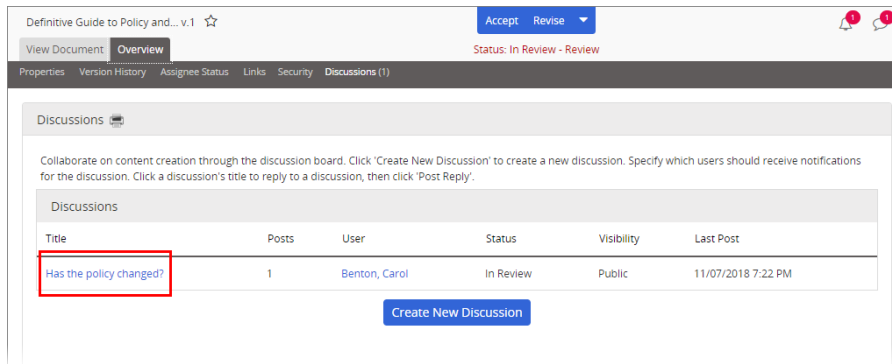 Definitive Guide to Policy and... v.1
Accept Revise
1 1
View Document Overview
Status: In Review - Review
Properties Version History Assignee Status Links Security Discussions (1)
Discussions
Collaborate on content creation through the discussion board. Click 'Create New Discussion' to create a new discussion. Specify which users should receive notifications
for the discussion. Click a discussion's title to reply to a discussion, then click 'Post Reply'.
Discussions
Title Posts User Status Visibility Last Post
Has the policy changed? 1 Benton, Carol In Review Public 11/07/2018 7:22 PM
Create New Discussion